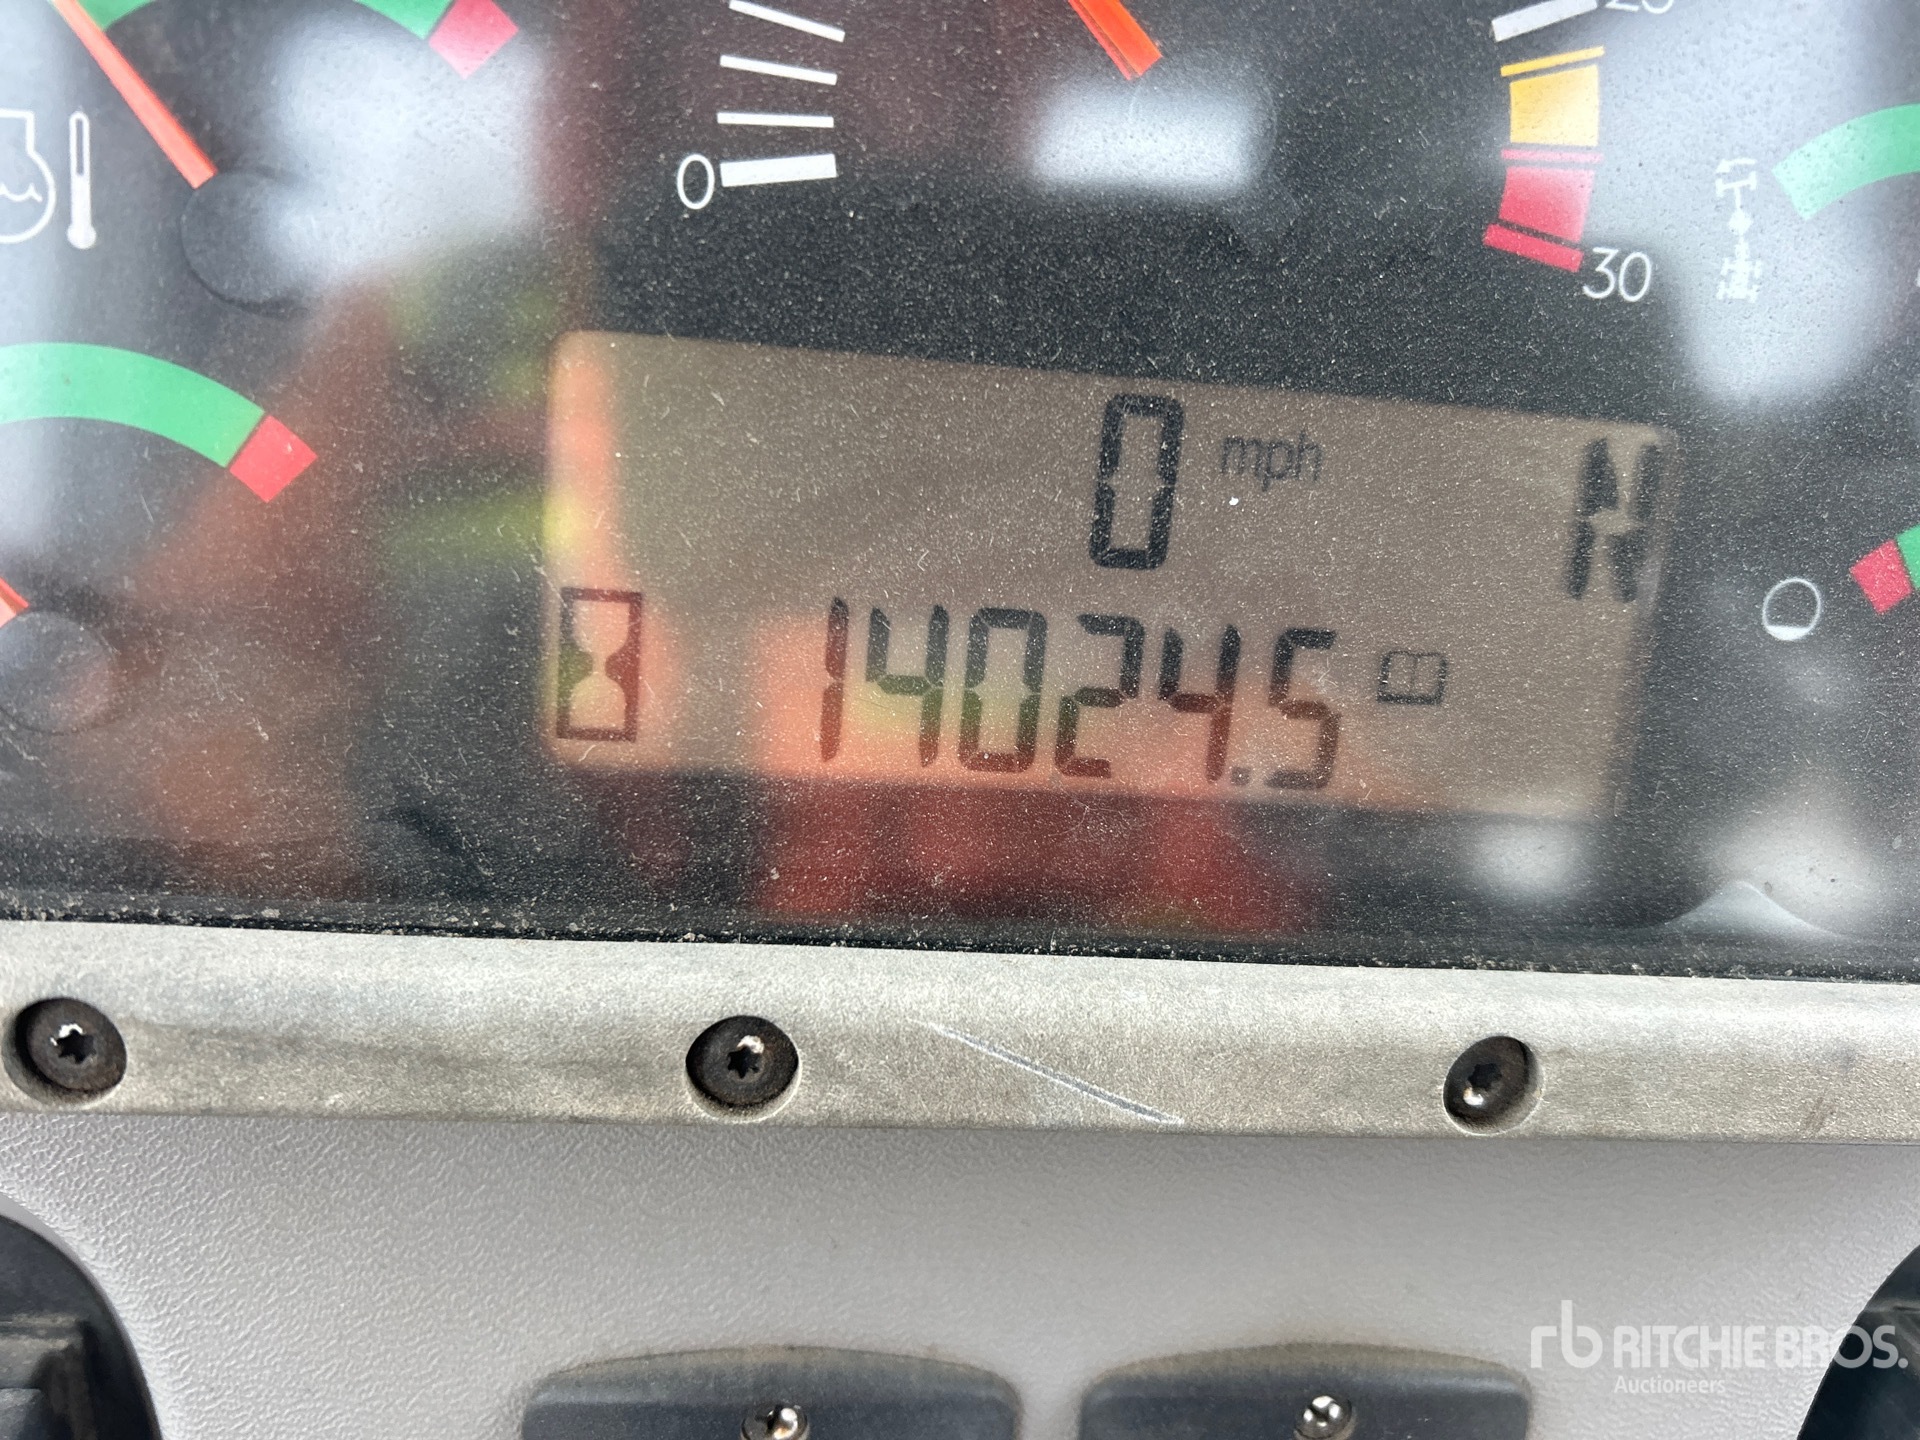 0
30
0 mph N
14024.5
rb RITCHIE BROS.
Auctioneers